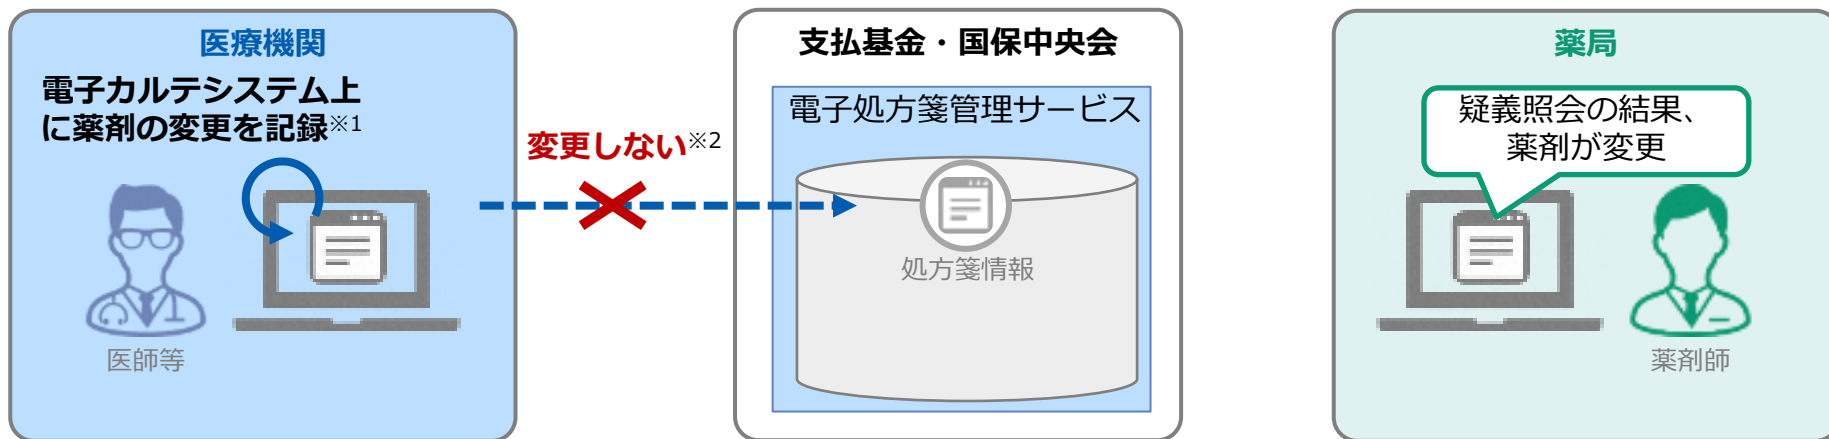 医療機関
電子カルテシステム上
に薬剤の変更を記録※1
医師等
変更しない※2
支払基金・国保中央会
電子処方箋管理サービス
処方箋情報
薬局
疑義照会の結果、
薬剤が変更
薬剤師